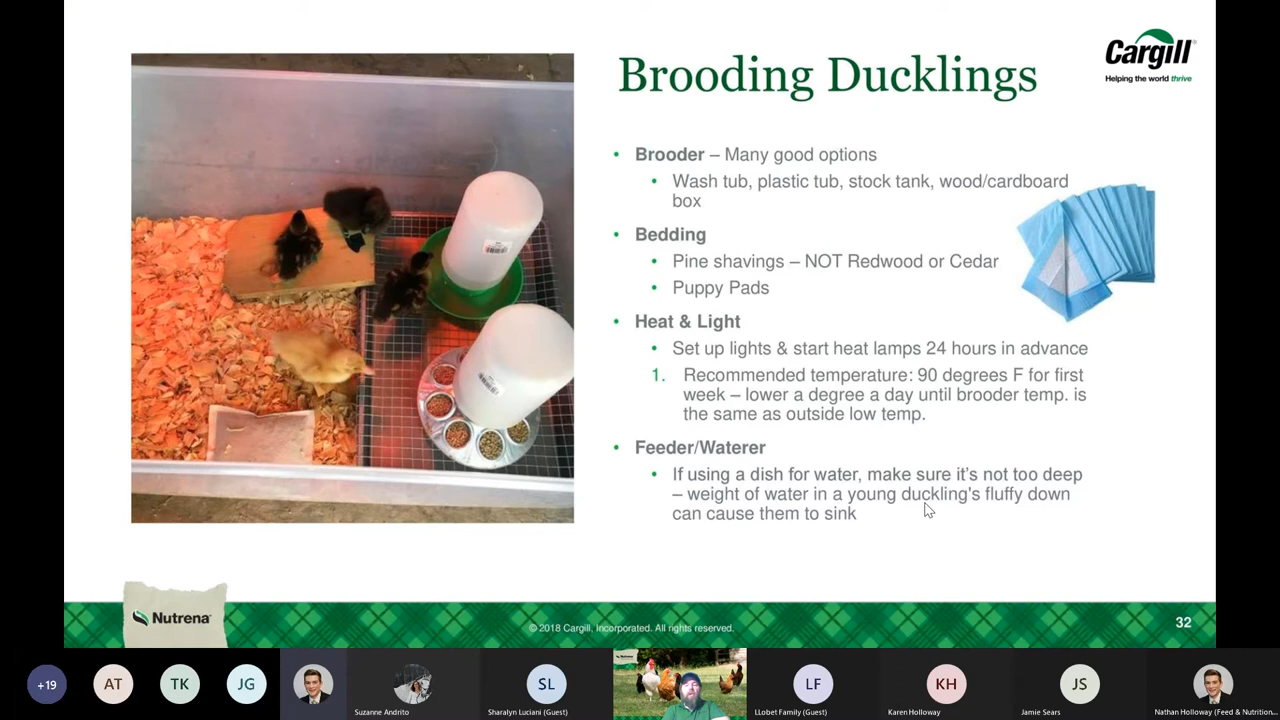 Brooding Ducklings
Cargill
Helping the world thrive
• Brooder – Many good options
• Wash tub, plastic tub, stock tank, wood/cardboard
box
• Bedding
• Pine shavings – NOT Redwood or Cedar
• Puppy Pads
• Heat & Light
• Set up lights & start heat lamps 24 hours in advance
1. Recommended temperature: 90 degrees F for first
week – lower a degree a day until brooder temp. is
the same as outside low temp.
• Feeder/Waterer
• If using a dish for water, make sure it's not too deep
– weight of water in a young duckling's fluffy down
can cause them to sink
Nutrena
© 2018 Cargill, Incorporated. All rights reserved.
32
+19
AT
TK
JG
Suzanne Andrito
SL
Sharalyn Luciani (Guest)
Nutrena
LF
LLobet Family (Guest)
KH
Karen Holloway
JS
Jamie Sears
Nathan Holloway (Feed & Nutrition...